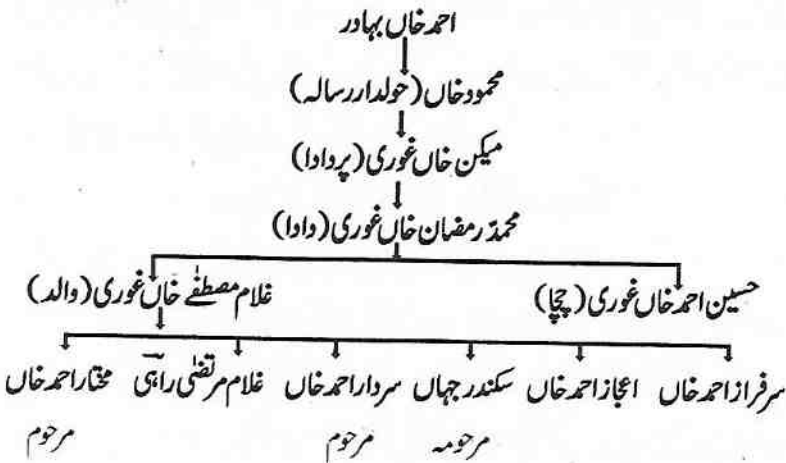 احمد خاں بہادر
محمود خاں (حولدار رسالہ)
میکن خاں غوری (پردادا)
محمدؐ رمضان خاں غوری (دادا)
حسین احمد خاں غوری (چچا) غلام مصطفےٰ خاں غوری (والد)
سرفراز احمد خاں اعجاز احمد خاں سکندر جہاں سردار احمد خاں غلام مرتضیٰ راہیؔ مختار احمد خاں
مرحومہ مرحوم مرحوم